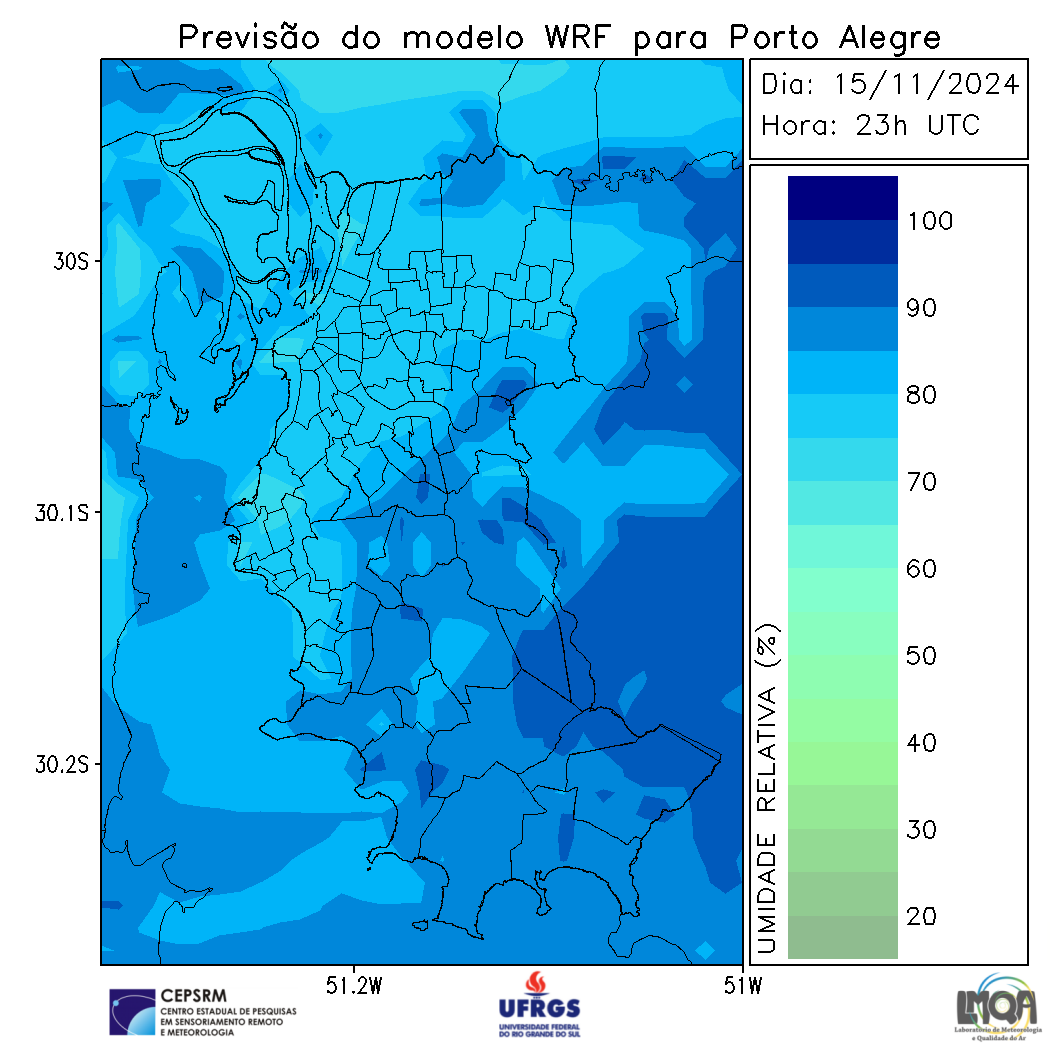 Previsão do modelo WRF para Porto Alegre
Dia: 15/11/2024
Hora: 23h UTC
30S
30.1S
30.2S
51.2W
51W
100
90
80
70
60
50
40
30
20
UMIDADE RELATIVA (%)
CEPSRM
CENTRO ESTADUAL DE PESQUISAS
EM SENSORIAMENTO REMOTO
E METEOROLOGIA
UFRGS
UNIVERSIDADE FEDERAL
DO RIO GRANDE DO SUL
LMQA
Laboratório de Meteorologia
e Qualidade do Ar